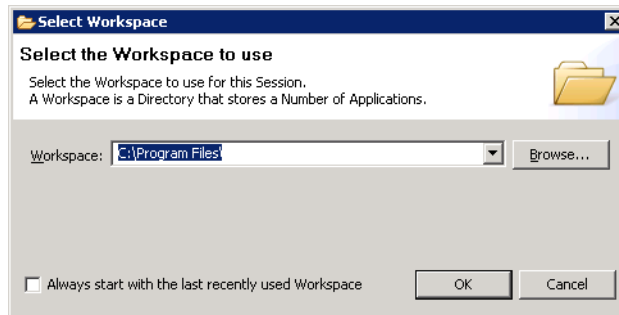 Select Workspace
Select the Workspace to use
Select the Workspace to use for this Session.
A Workspace is a Directory that stores a Number of Applications.
Workspace: C:\Program Files\ Browse...
Always start with the last recently used Workspace OK Cancel